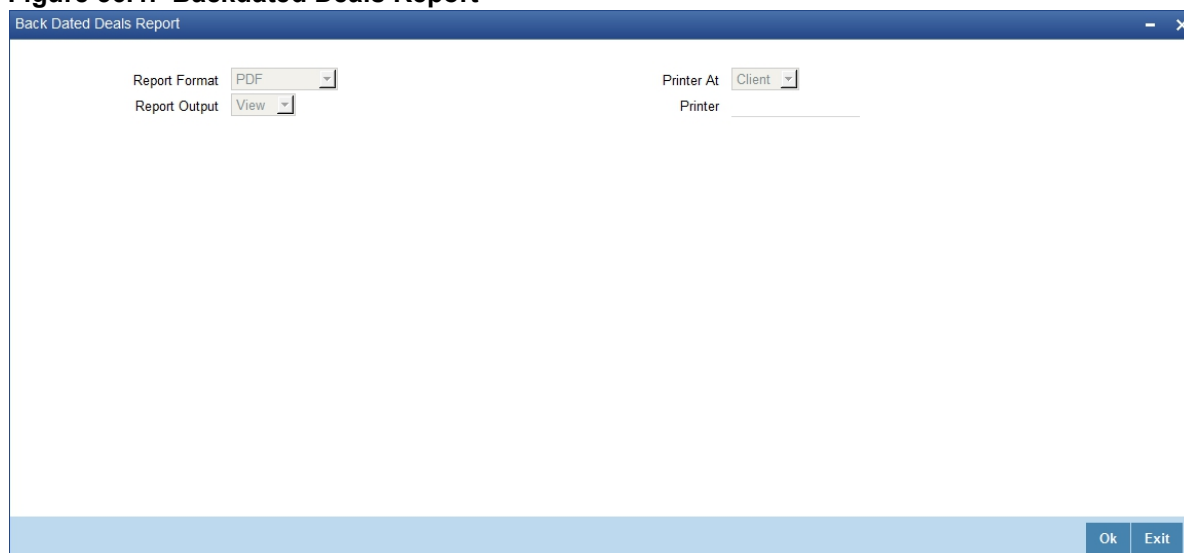 Back Dated Deals Report
Report Format PDF Printer At Client
Report Output View Printer
Ok Exit